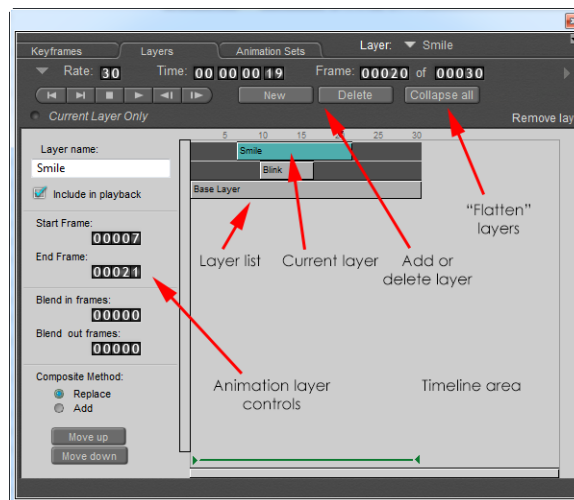 Keyframes Layers Animation Sets Layer: Smile
Rate: 30 Time: 00 00 00 19 Frame: 00020 of 00030
New Delete Collapse all
Current Layer Only Remove lay
5 10 15 25 30
Layer name:
Smile
Include in playback
Start Frame:
00007
End Frame:
00021
Blend in frames:
00000
Blend out frames:
00000
Composite Method:
Replace
Add
Move up
Move down
Smile
Blink
Base Layer
Layer list
Current layer
Add or
delete layer
"Flatten"
layers
Animation layer
controls
Timeline area